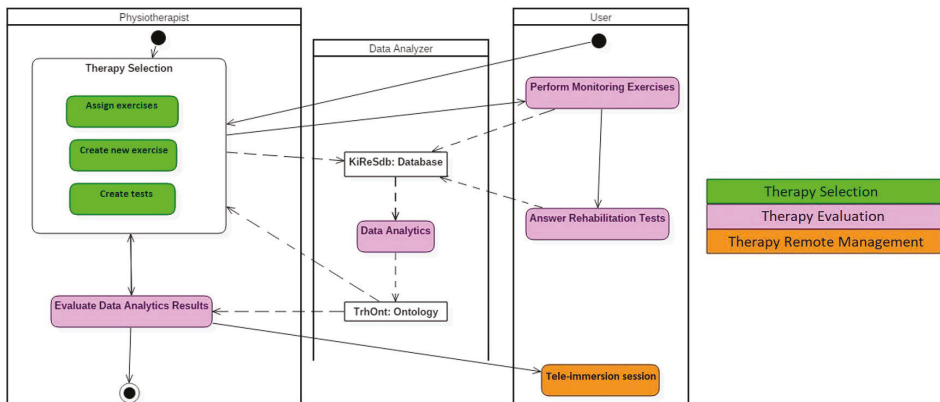 Physiotherapist
Data Analyzer
User
Therapy Selection
Assign exercises
Create new exercise
Create tests
Evaluate Data Analytics Results
KiReSdb: Database
Data Analytics
TrhOnt: Ontology
Perform Monitoring Exercises
Answer Rehabilitation Tests
Tele-immersion session
Therapy Selection
Therapy Evaluation
Therapy Remote Management